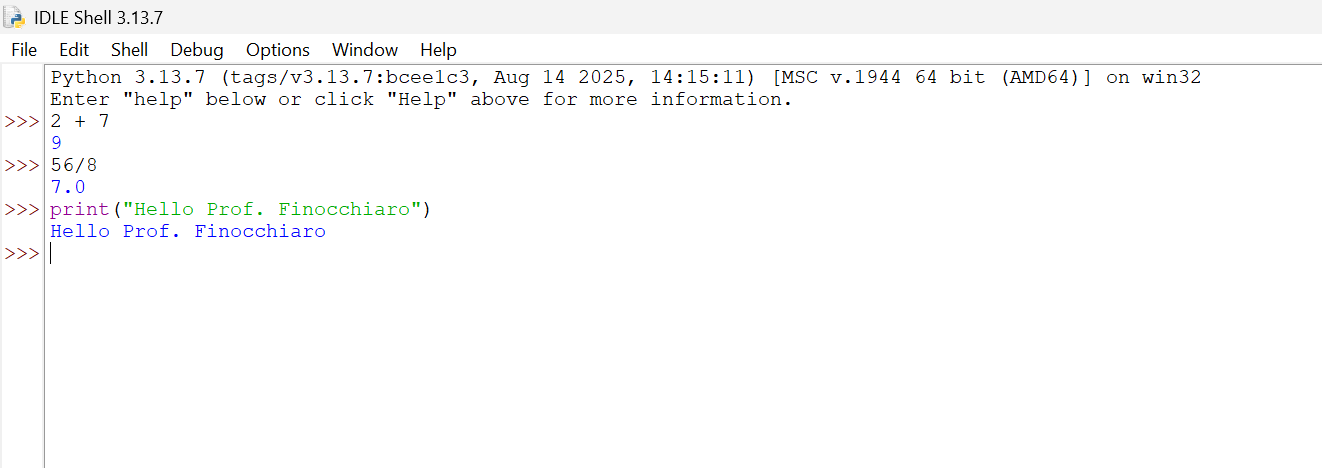 IDLE Shell 3.13.7
File Edit Shell Debug Options Window Help
Python 3.13.7 (tags/v3.13.7:bcee1c3, Aug 14 2025, 14:15:11) [MSC v.1944 64 bit (AMD64)] on win32
Enter "help" below or click "Help" above for more information.
>>> 2 + 7
9
>>> 56/8
7.0
>>> print("Hello Prof. Finocchiaro")
Hello Prof. Finocchiaro
>>>